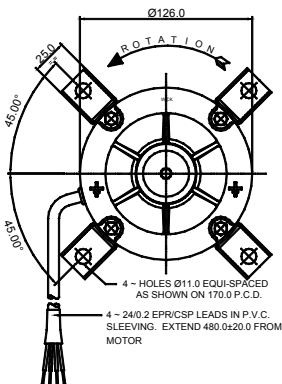 Ø126.0
ROTATION
25.0
45.00°
45.00°
4 ~ HOLES Ø11.0 EQUI-SPACED
AS SHOWN ON 170.0 P.C.D.
4 ~ 24/0.2 EPR/CSP LEADS IN P.V.C.
SLEEVING. EXTEND 480.0±20.0 FROM
MOTOR